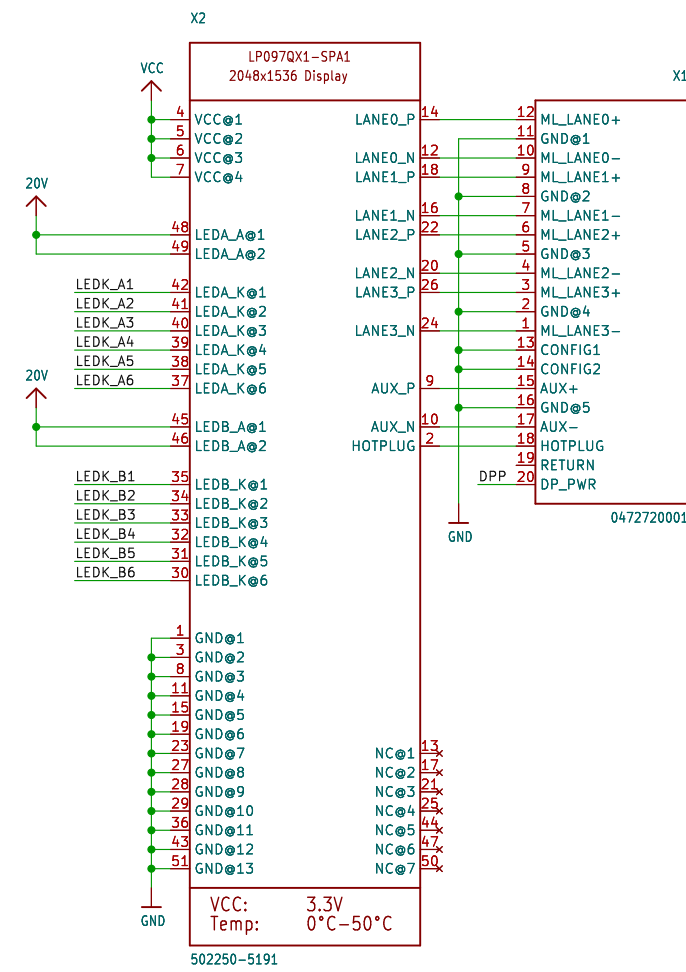 X2
LP097QX1-SPA1
2048x1536 Display
X1
VCC
4 VCC@1 LANE0_P 14 12 ML_LANE0+
5 VCC@2 11 GND@1
6 VCC@3 LANE0_N 12 10 ML_LANE0-
7 VCC@4 LANE1_P 18 9 ML_LANE1+
20V 8 GND@2
LANE1_N 16 7 ML_LANE1-
48 LEDA_A@1 LANE2_P 22 6 ML_LANE2+
49 LEDA_A@2 5 GND@3
LANE2_N 20 4 ML_LANE2-
LEDK_A1 42 LEDA_K@1 LANE3_P 26 3 ML_LANE3+
LEDK_A2 41 LEDA_K@2 2 GND@4
LEDK_A3 40 LEDA_K@3 LANE3_N 24 1 ML_LANE3-
LEDK_A4 39 LEDA_K@4 13 CONFIG1
LEDK_A5 38 LEDA_K@5 14 CONFIG2
20V
LEDK_A6 37 LEDA_K@6 AUX_P 9 15 AUX+
16 GND@5
45 LEDB_A@1 AUX_N 10 17 AUX-
46 LEDB_A@2 HOTPLUG 2 18 HOTPLUG
19 RETURN
LEDK_B1 35 LEDB_K@1 DPP 20 DP_PWR
LEDK_B2 34 LEDB_K@2
LEDK_B3 33 LEDB_K@3 0472720001
LEDK_B4 32 LEDB_K@4 GND
LEDK_B5 31 LEDB_K@5
LEDK_B6 30 LEDB_K@6
1 GND@1
3 GND@2
8 GND@3
11 GND@4
15 GND@5
19 GND@6
23 GND@7 NC@1 13
27 GND@8 NC@2 17
28 GND@9 NC@3 21
29 GND@10 NC@4 25
36 GND@11 NC@5 44
43 GND@12 NC@6 47
51 GND@13 NC@7 50
GND
VCC: 3.3V
Temp: 0°C-50°C
502250-5191